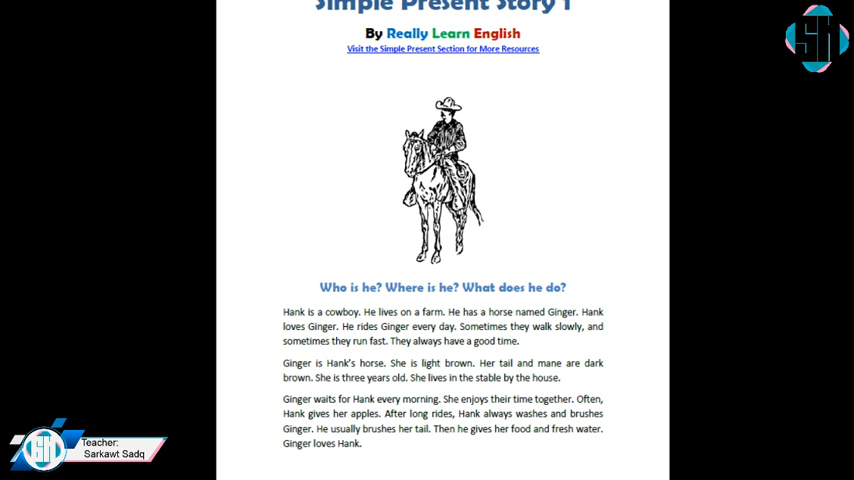 Simple Present Story 1
By Really Learn English
Visit the Simple Present Section for More Resources
Who is he? Where is he? What does he do?
Hank is a cowboy. He lives on a farm. He has a horse named Ginger. Hank
loves Ginger. He rides Ginger every day. Sometimes they walk slowly, and
sometimes they run fast. They always have a good time.
Ginger is Hank's horse. She is light brown. Her tail and mane are dark
brown. She is three years old. She lives in the stable by the house.
Ginger waits for Hank every morning. She enjoys their time together. Often,
Hank gives her apples. After long rides, Hank always washes and brushes
Ginger. He usually brushes her tail. Then he gives her food and fresh water.
Ginger loves Hank.
SH
SH
Teacher:
Sarkawt Sadq